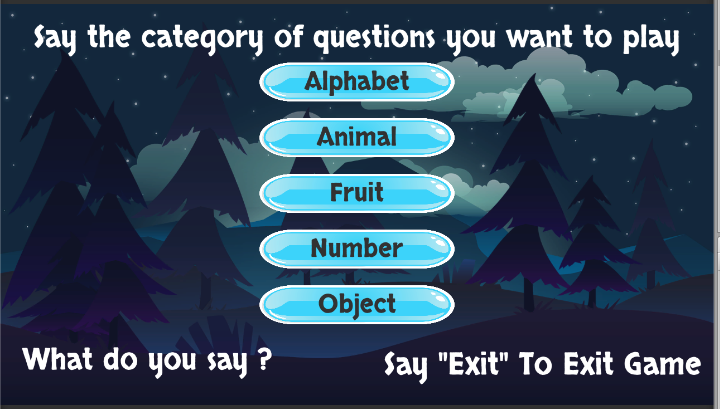 Say the category of questions you want to play
Alphabet
Animal
Fruit
Number
Object
What do you say ?
Say "Exit" To Exit Game